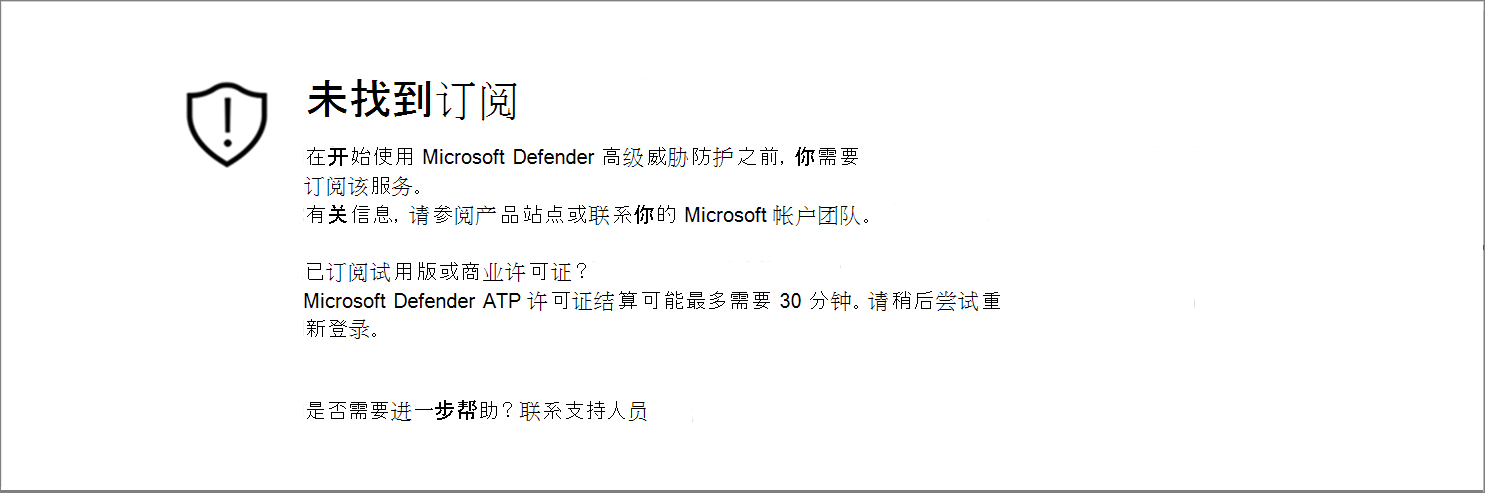 未找到订阅
在开始使用 Microsoft Defender 高级威胁防护之前, 你需要
订阅该服务。
有关信息, 请参阅产品站点或联系你的 Microsoft 帐户团队。
已订阅试用版或商业许可证?
Microsoft Defender ATP 许可证结算可能最多需要 30 分钟。请稍后尝试重
新登录。
是否需要进一步帮助? 联系支持人员